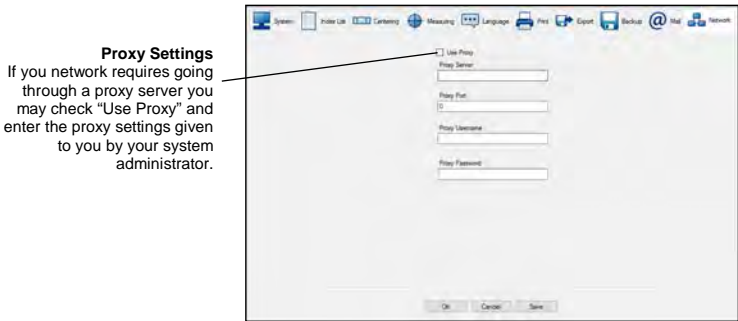 System Index List Centering Measuring Language Print Export Backup Mail Network
Proxy Settings
If you network requires going
through a proxy server you
may check “Use Proxy” and
enter the proxy settings given
to you by your system
administrator.
Use Proxy
Proxy Server
Proxy Port
0
Proxy Username
Proxy Password
OK Cancel Save